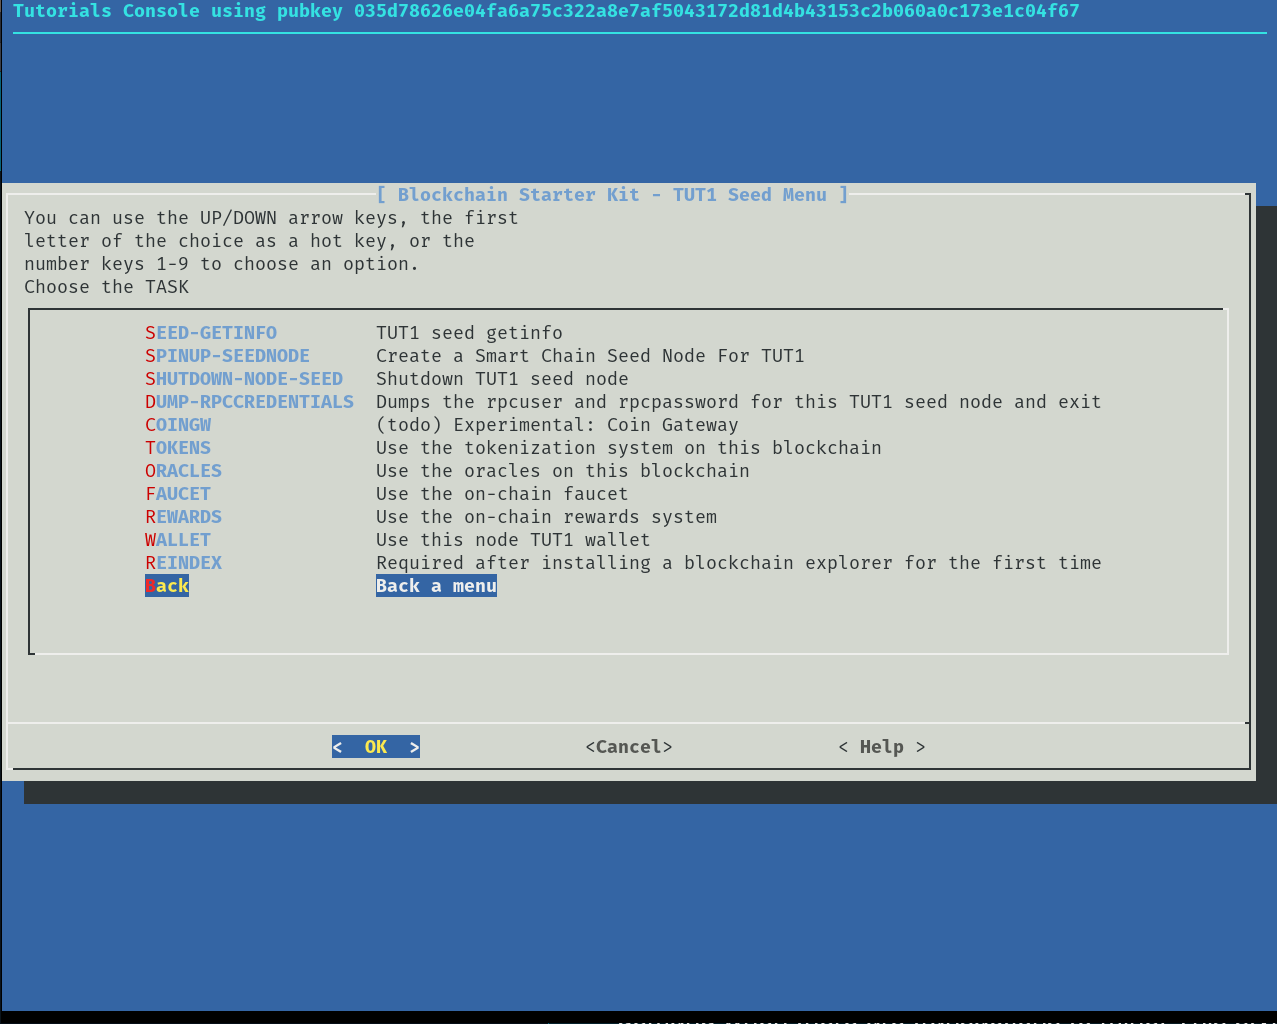 Tutorials Console using pubkey 035d78626e04fa6a75c322a8e7af5043172d81d4b43153c2b060a0c173e1c04f67
[ Blockchain Starter Kit - TUT1 Seed Menu ]
You can use the UP/DOWN arrow keys, the first
letter of the choice as a hot key, or the
number keys 1-9 to choose an option.
Choose the TASK
SEED-GETINFO TUT1 seed getinfo
SPINUP-SEEDNODE Create a Smart Chain Seed Node For TUT1
SHUTDOWN-NODE-SEED Shutdown TUT1 seed node
DUMP-RPCCREDENTIALS Dumps the rpcuser and rpcpassword for this TUT1 seed node and exit
COINGW (todo) Experimental: Coin Gateway
TOKENS Use the tokenization system on this blockchain
ORACLES Use the oracles on this blockchain
FAUCET Use the on-chain faucet
REWARDS Use the on-chain rewards system
WALLET Use this node TUT1 wallet
REINDEX Required after installing a blockchain explorer for the first time
Back Back a menu
< OK > <Cancel> < Help >